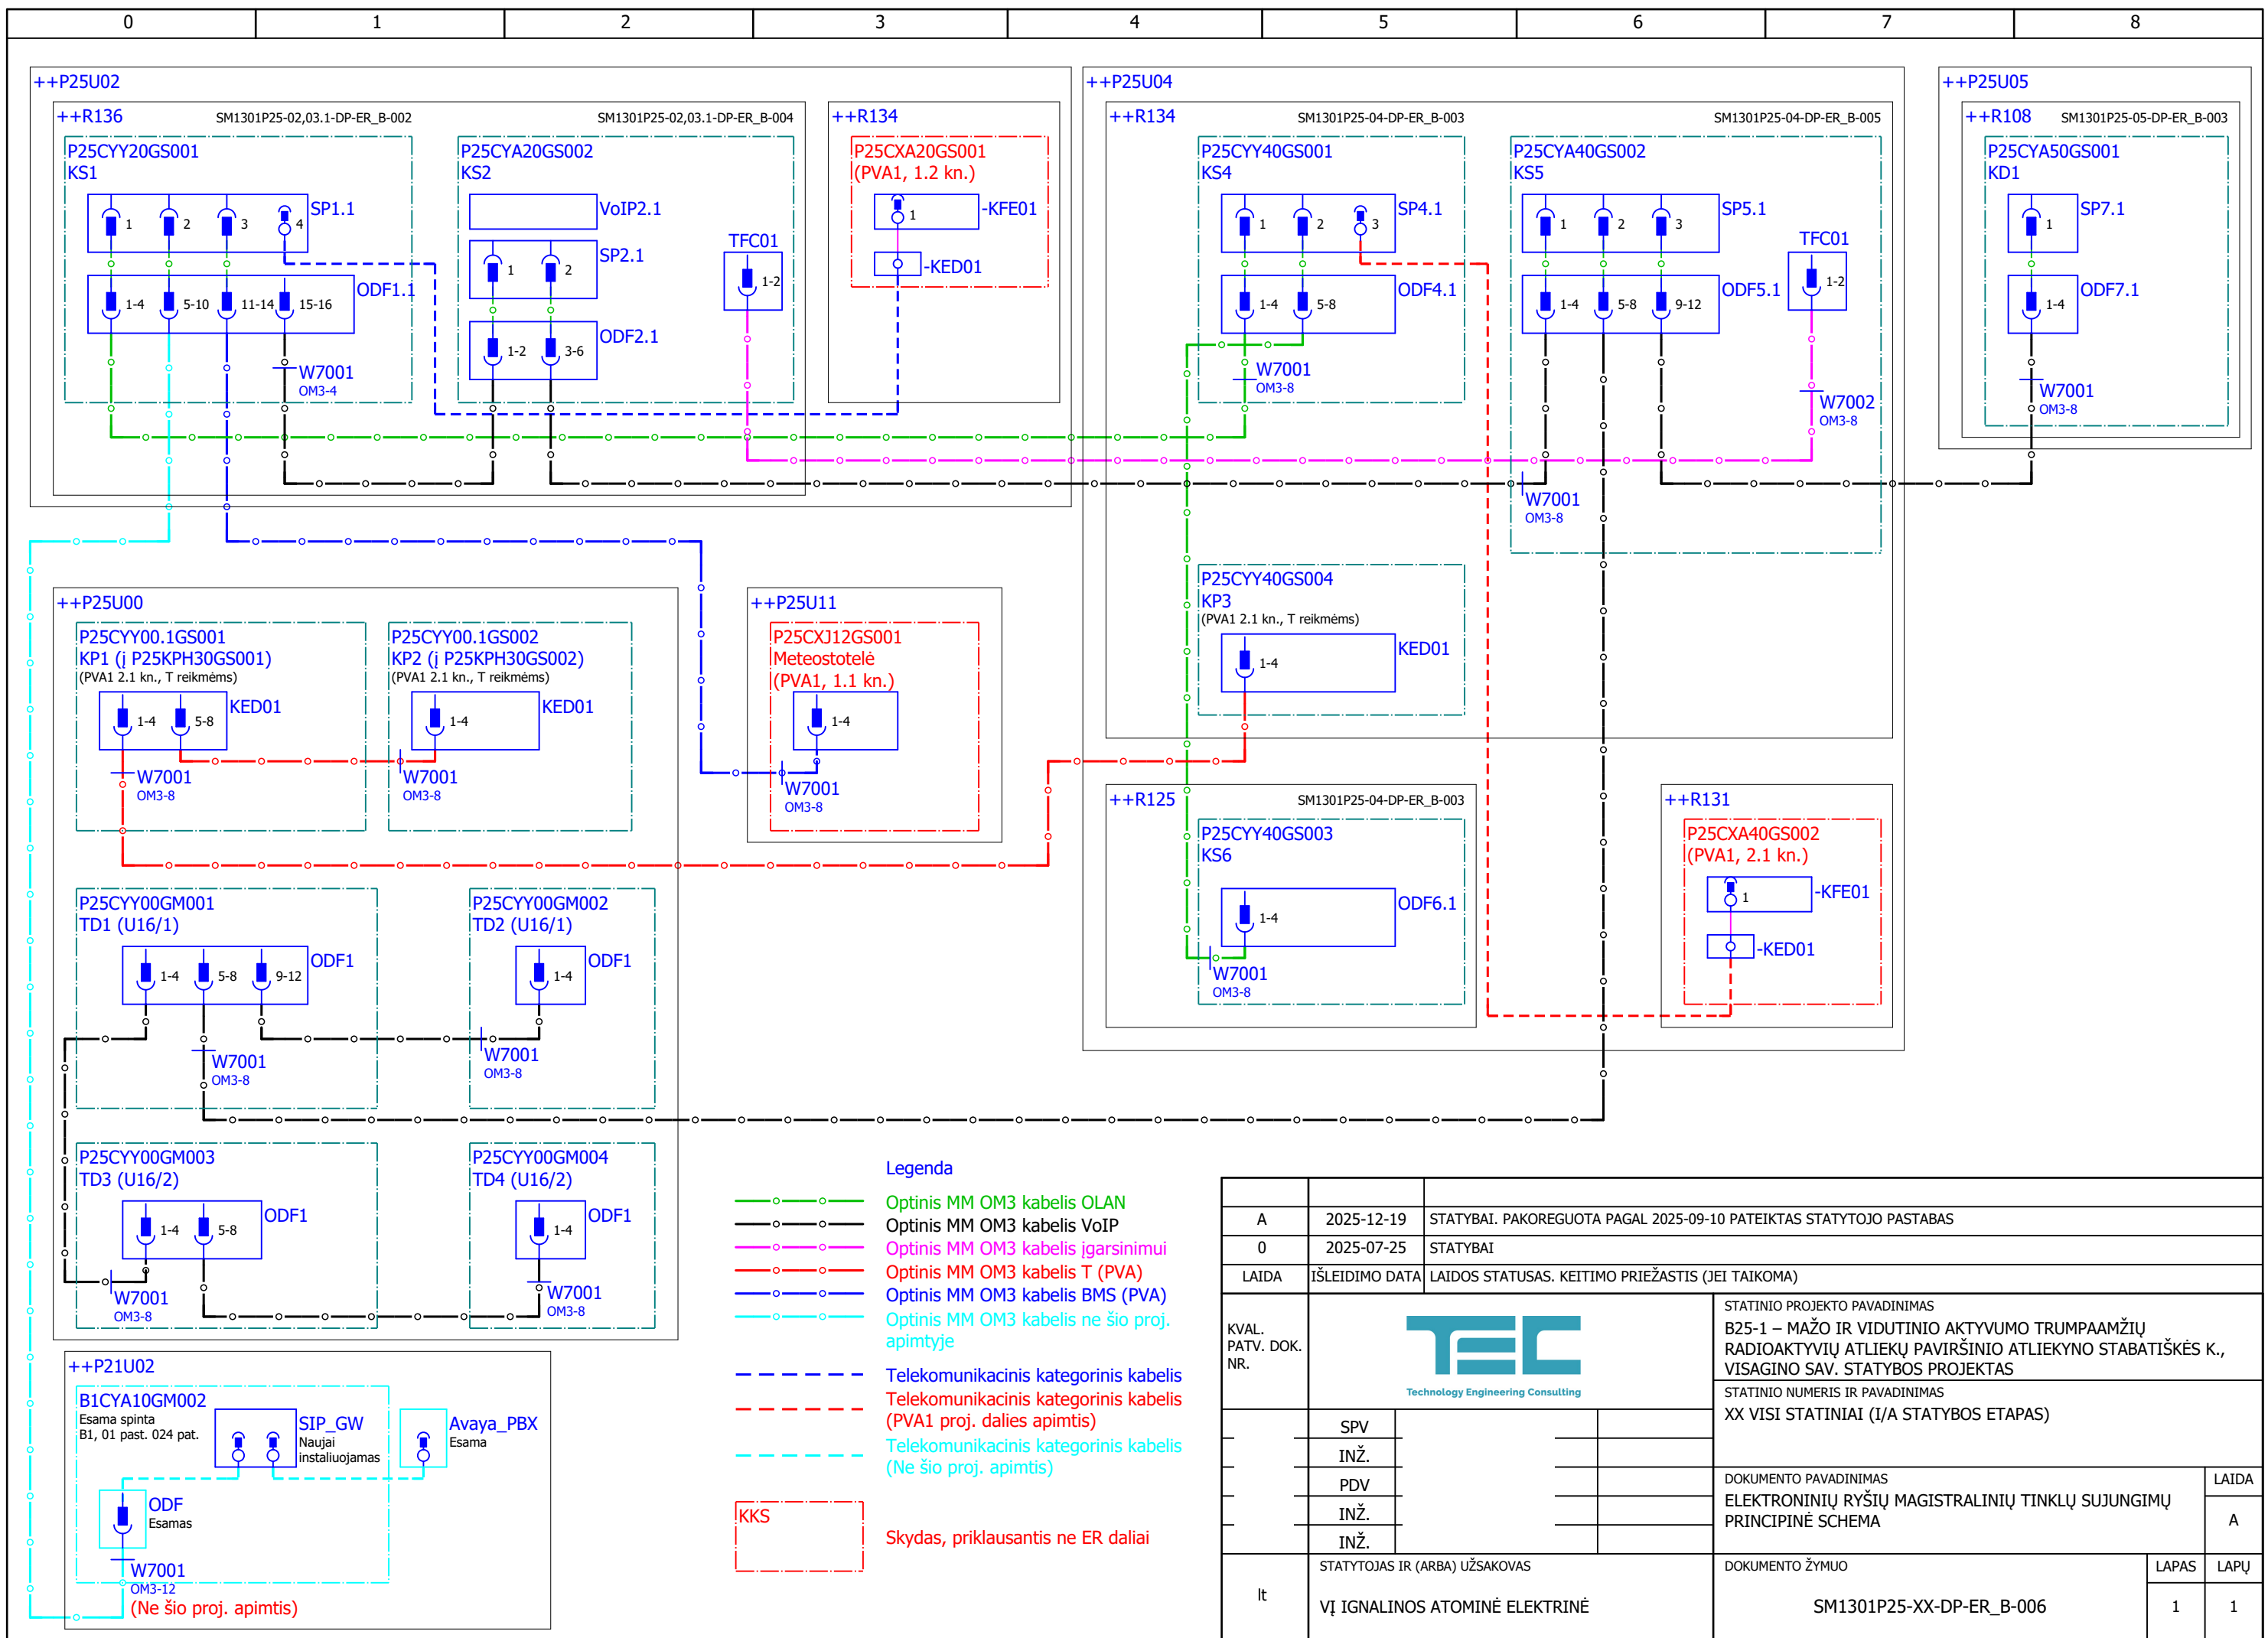 0 1 2 3 4 5 6 7 8
++P25U02
++R136
SM1301P25-02,03.1-DP-ER_B-002
P25CYY20GS001
KS1
1 2 3 4
SP1.1
1-4 5-10 11-14 15-16
ODF1.1
W7001
OM3-4
SM1301P25-02,03.1-DP-ER_B-004
P25CYA20GS002
KS2
VoIP2.1
1 2
SP2.1
1-2 3-6
ODF2.1
TFC01
1-2
++R134
P25CXA20GS001
(PVA1, 1.2 kn.)
1
-KFE01
-KED01
++P25U04
++R134
SM1301P25-04-DP-ER_B-003
P25CYY40GS001
KS4
1 2 3
SP4.1
1-4 5-8
ODF4.1
W7001
OM3-8
SM1301P25-04-DP-ER_B-005
P25CYA40GS002
KS5
1 2 3
SP5.1
1-4 5-8 9-12
ODF5.1
TFC01
1-2
W7002
OM3-8
W7001
OM3-8
++P25U05
++R108
SM1301P25-05-DP-ER_B-003
P25CYA50GS001
KD1
1
SP7.1
1-4
ODF7.1
W7001
OM3-8
P25CYY40GS004
KP3
(PVA1 2.1 kn., T reikmėms)
1-4
KED01
++R125
SM1301P25-04-DP-ER_B-003
P25CYY40GS003
KS6
1-4
ODF6.1
W7001
OM3-8
++R131
P25CXA40GS002
(PVA1, 2.1 kn.)
1
-KFE01
-KED01
++P25U00
P25CYY00.1GS001
KP1 (į P25KPH30GS001)
(PVA1 2.1 kn., T reikmėms)
1-4 5-8
KED01
W7001
OM3-8
P25CYY00.1GS002
KP2 (į P25KPH30GS002)
(PVA1 2.1 kn., T reikmėms)
1-4
KED01
W7001
OM3-8
++P25U11
P25CXJ12GS001
Meteostotelė
(PVA1, 1.1 kn.)
1-4
W7001
OM3-8
P25CYY00GM001
TD1 (U16/1)
1-4 5-8 9-12
ODF1
W7001
OM3-8
P25CYY00GM002
TD2 (U16/1)
1-4
ODF1
W7001
OM3-8
P25CYY00GM003
TD3 (U16/2)
1-4 5-8
ODF1
W7001
OM3-8
P25CYY00GM004
TD4 (U16/2)
1-4
ODF1
W7001
OM3-8
++P21U02
B1CYA10GM002
Esama spinta
B1, 01 past. 024 pat.
SIP_GW
Naujai
instaliuojamas
Avaya_PBX
Esama
ODF
Esamas
W7001
OM3-12
(Ne šio proj. apimtis)
Legenda
Optinis MM OM3 kabelis OLAN
Optinis MM OM3 kabelis VoIP
Optinis MM OM3 kabelis įgarsinimui
Optinis MM OM3 kabelis T (PVA)
Optinis MM OM3 kabelis BMS (PVA)
Optinis MM OM3 kabelis ne šio proj.
apimtyje
Telekomunikacinis kategorinis kabelis
Telekomunikacinis kategorinis kabelis
(PVA1 proj. dalies apimtis)
Telekomunikacinis kategorinis kabelis
(Ne šio proj. apimtis)
KKS
Skydas, priklausantis ne ER daliai
A 2025-12-19 STATYBAI. PAKOREGUOTA PAGAL 2025-09-10 PATEIKTAS STATYTOJO PASTABAS
0 2025-07-25 STATYBAI
LAIDA IŠLEIDIMO DATA LAIDOS STATUSAS. KEITIMO PRIEŽASTIS (JEI TAIKOMA)
KVAL.
PATV. DOK.
NR.
TEC
Technology Engineering Consulting
STATINIO PROJEKTO PAVADINIMAS
B25-1 – MAŽO IR VIDUTINIO AKTYVUMO TRUMPAAMŽIŲ
RADIOAKTYVIŲ ATLIEKŲ PAVIRŠINIO ATLIEKYNO STABATIŠKĖS K.,
VISAGINO SAV. STATYBOS PROJEKTAS
STATINIO NUMERIS IR PAVADINIMAS
XX VISI STATINIAI (I/A STATYBOS ETAPAS)
SPV
INŽ.
PDV
INŽ.
INŽ.
DOKUMENTO PAVADINIMAS
ELEKTRONINIŲ RYŠIŲ MAGISTRALINIŲ TINKLŲ SUJUNGIMŲ
PRINCIPINĖ SCHEMA
LAIDA
A
lt
STATYTOJAS IR (ARBA) UŽSAKOVAS
VĮ IGNALINOS ATOMINĖ ELEKTRINĖ
DOKUMENTO ŽYMUO
SM1301P25-XX-DP-ER_B-006
LAPAS LAPŲ
1 1